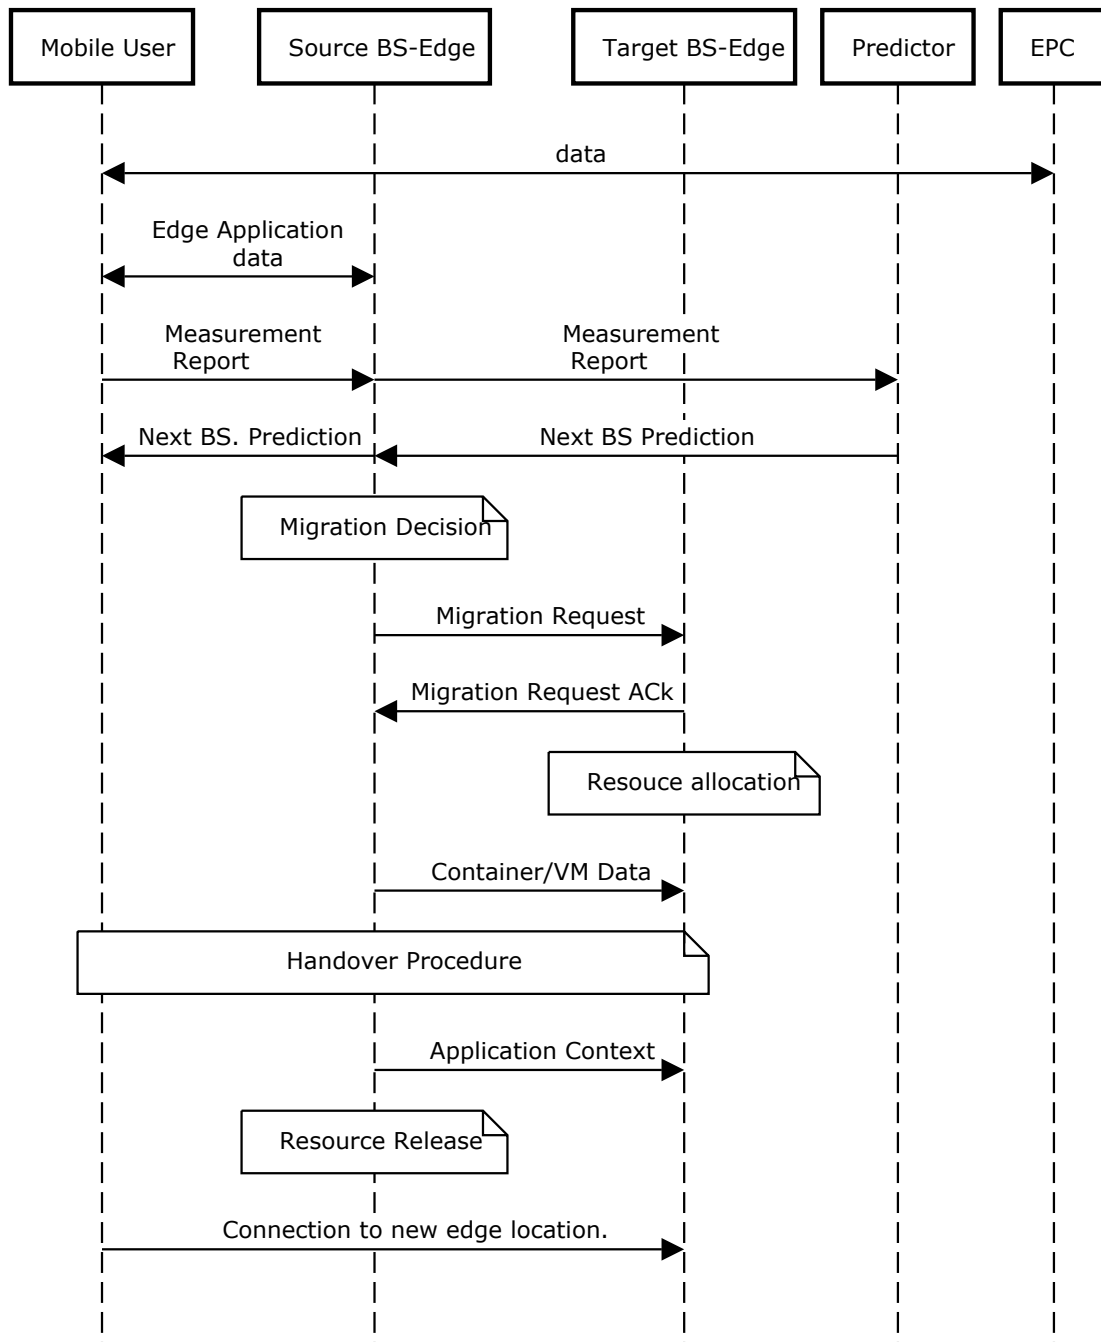 Mobile User
Source BS-Edge
Target BS-Edge
Predictor
EPC
data
Edge Application
data
Measurement
Report
Measurement
Report
Next BS. Prediction
Next BS Prediction
Migration Decision
Migration Request
Migration Request ACk
Resouce allocation
Container/VM Data
Handover Procedure
Application Context
Resource Release
Connection to new edge location.